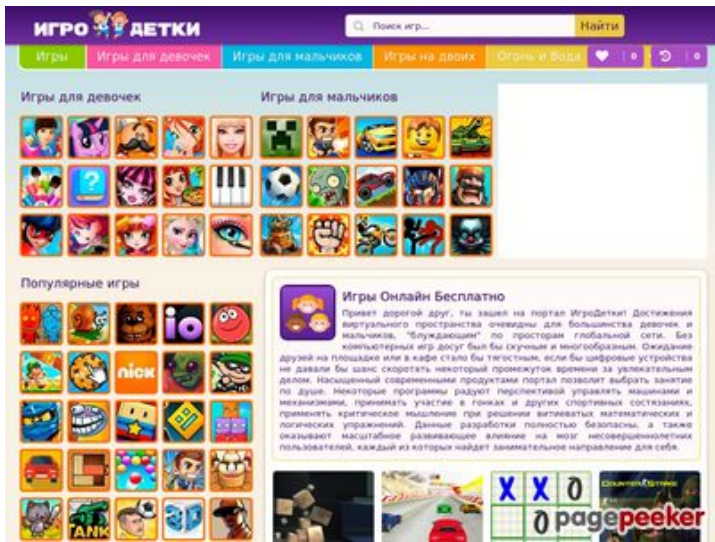 ИГРО ДЕТКИ
Поиск игр...
Найти
Игры
Игры для девочек
Игры для мальчиков
Игры на двоих
Огонь и Вода
0
0
Игры для девочек
Игры для мальчиков
Популярные игры
Игры Онлайн Бесплатно
Привет дорогой друг, ты зашел на портал ИгроДетки! Достижения
виртуального пространства очевидны для большинства девочек и
мальчиков, "блуждающим" по просторам глобальной сети. Без
компьютерных игр досуг был бы скучным и многообразным. Ожидание
друзей на площадке или в кафе стало бы тягостным, если бы цифровые устройства
не давали бы шанс скоротать некоторый промежуток времени за увлекательным
делом. Насыщенный современными продуктами портал позволит выбрать занятие
по душе. Некоторые программы радуют перспективой управлять машинами и
механизмами, принимать участие в гонках и других спортивных состязаниях,
применять критическое мышление при решении витиеватых математических и
логических упражнений. Данные разработки полностью безопасны, а также
оказывают масштабное развивающее влияние на мозг несовершеннолетних
пользователей, каждый из которых найдет занимательное направление для себя.
io
nick
TANK
3D
X X O
O
COUNTER STRIKE
pagepeeker